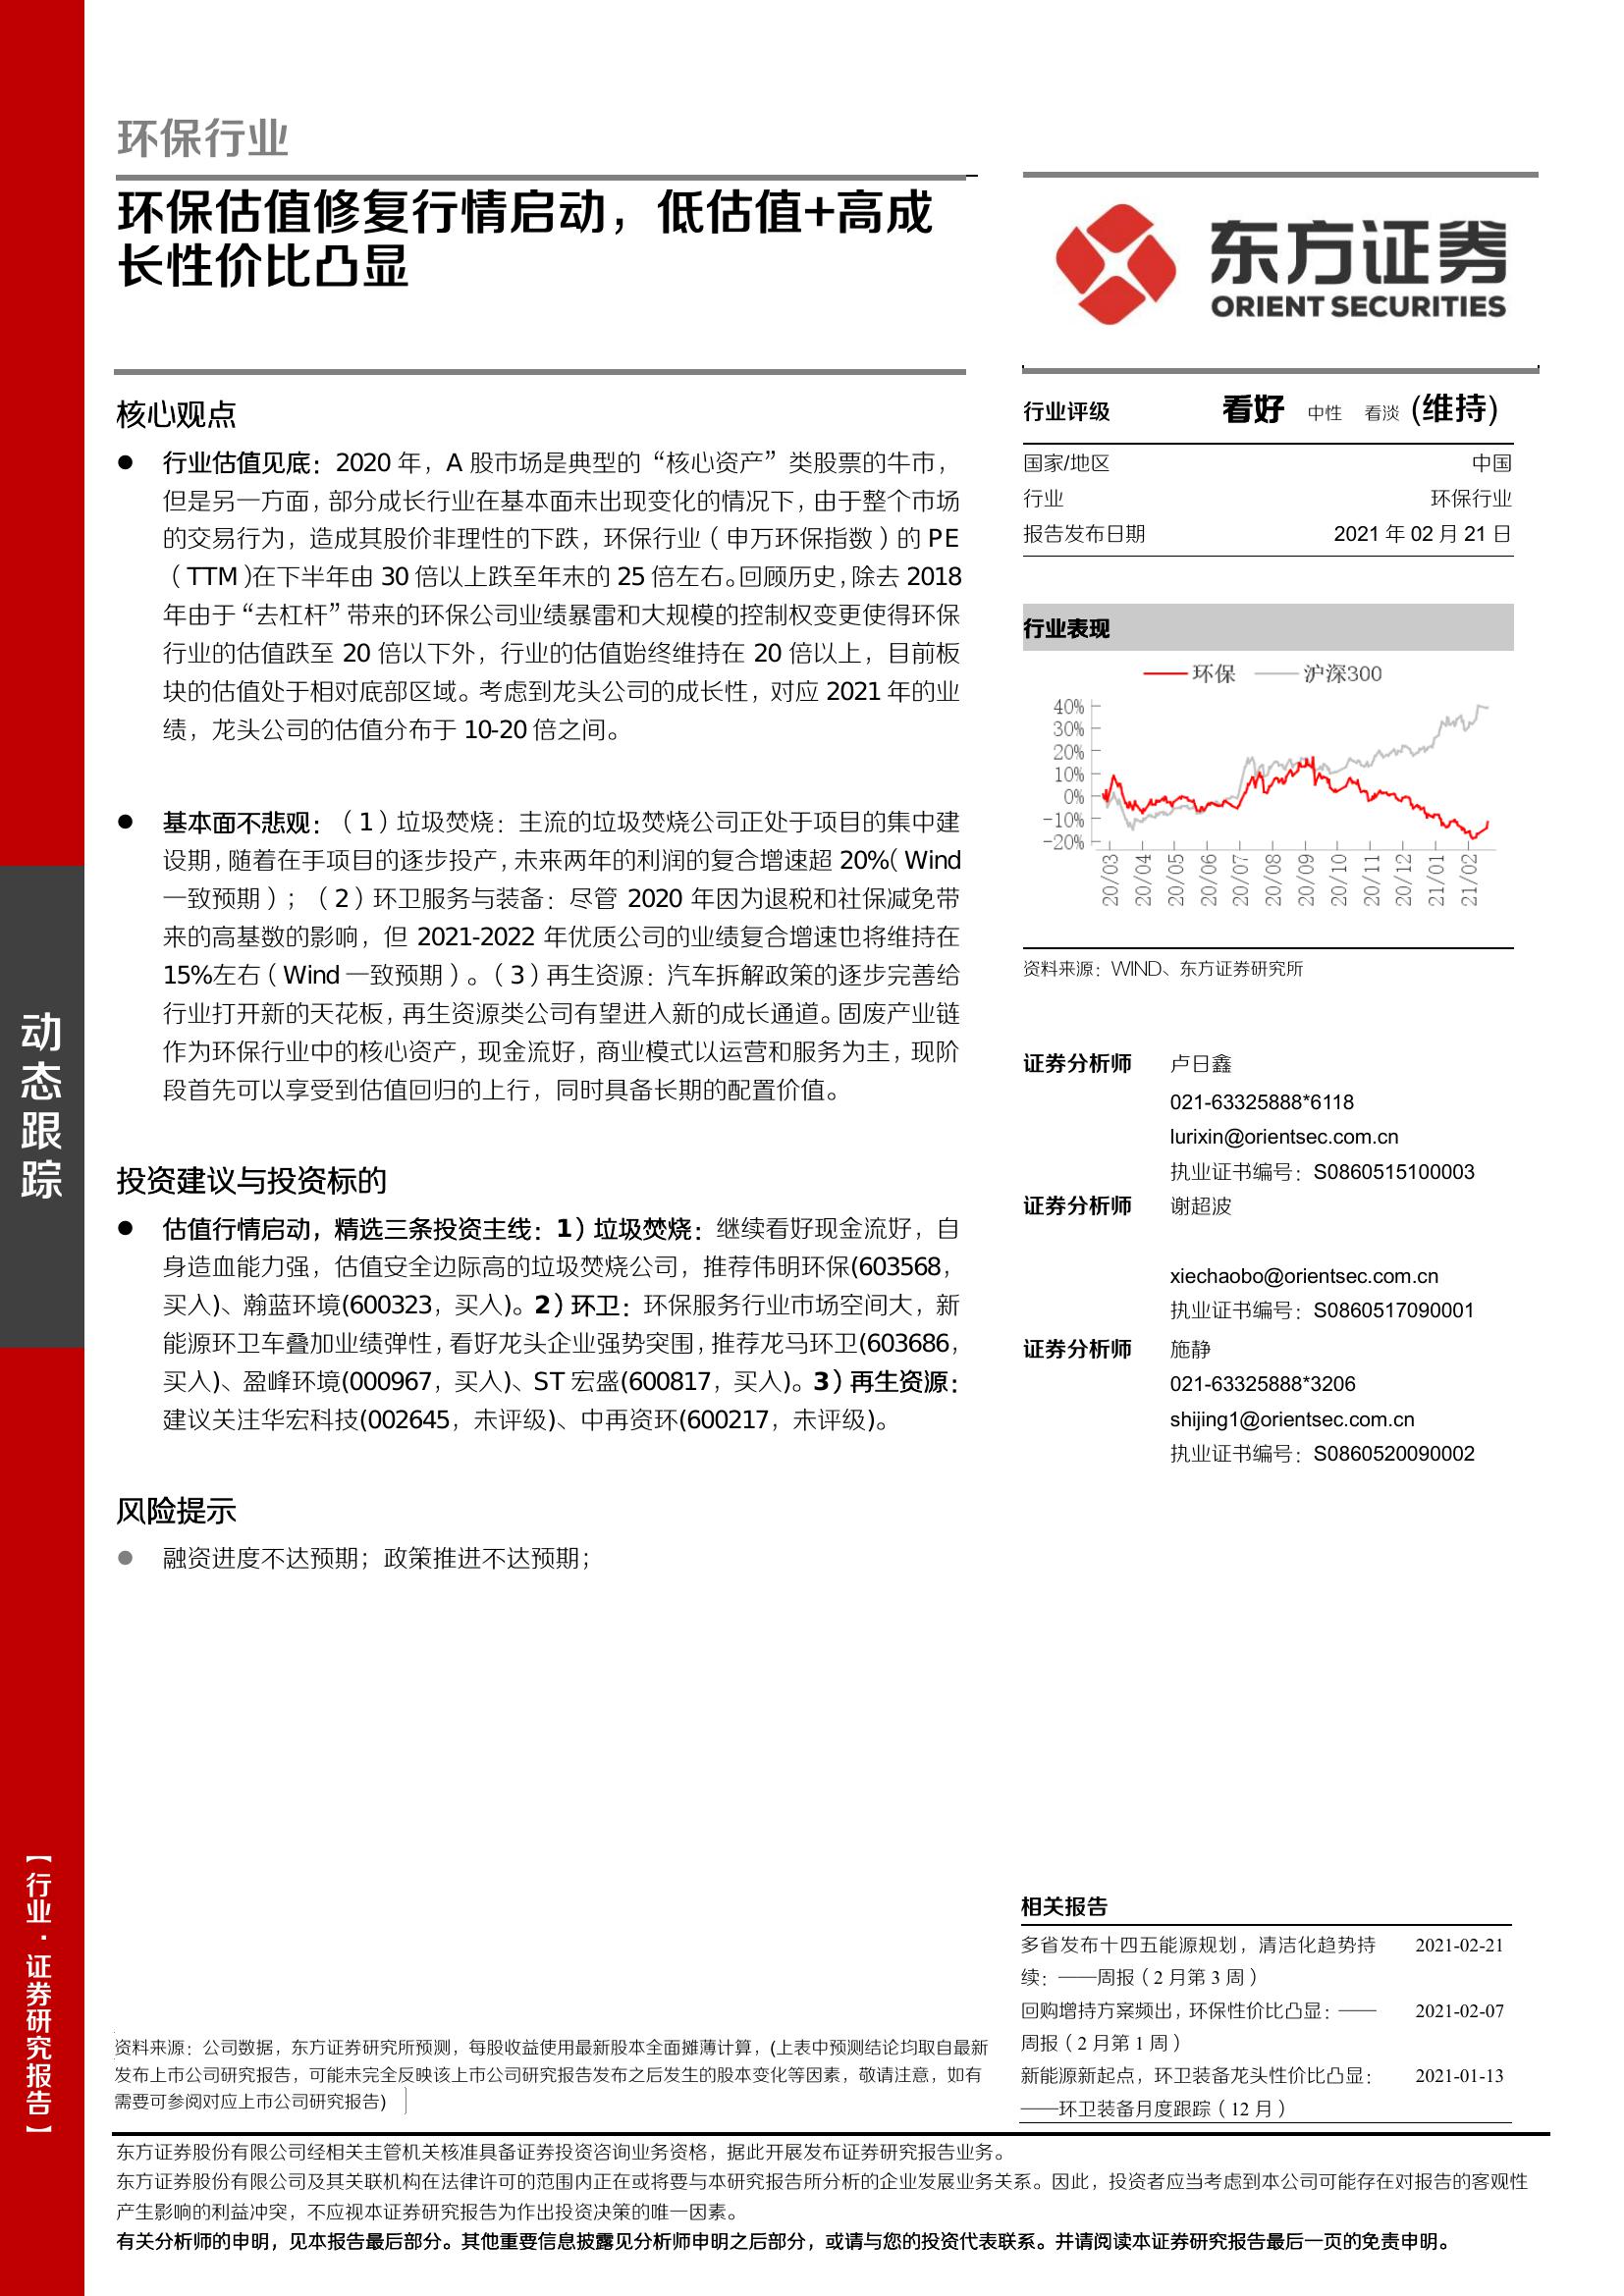 环保行业
环保估值修复行情启动，低估值+高成
长性价比凸显
核心观点
● 行业估值见底：2020 年，A 股市场是典型的“核心资产”类股票的牛市，
但是另一方面，部分成长行业在基本面未出现变化的情况下，由于整个市场
的交易行为，造成其股价非理性的下跌，环保行业（申万环保指数）的 PE
（TTM）在下半年由 30 倍以上跌至年末的 25 倍左右。回顾历史，除去 2018
年由于“去杠杆”带来的环保公司业绩暴雷和大规模的控制权变更使得环保
行业的估值跌至 20 倍以下外，行业的估值始终维持在 20 倍以上，目前板
块的估值处于相对底部区域。考虑到龙头公司的成长性，对应 2021 年的业
绩，龙头公司的估值分布于 10-20 倍之间。
● 基本面不悲观：（1）垃圾焚烧：主流的垃圾焚烧公司正处于项目的集中建
设期，随着在手项目的逐步投产，未来两年的利润的复合增速超 20%（Wind
一致预期）；（2）环卫服务与装备：尽管 2020 年因为退税和社保减免带
来的高基数的影响，但 2021-2022 年优质公司的业绩复合增速也将维持在
15%左右（Wind 一致预期）。（3）再生资源：汽车拆解政策的逐步完善给
行业打开新的天花板，再生资源类公司有望进入新的成长通道。固废产业链
作为环保行业中的核心资产，现金流好，商业模式以运营和服务为主，现阶
段首先可以享受到估值回归的上行，同时具备长期的配置价值。
投资建议与投资标的
● 估值行情启动，精选三条投资主线：1）垃圾焚烧：继续看好现金流好，自
身造血能力强，估值安全边际高的垃圾焚烧公司，推荐伟明环保(603568，
买入)、瀚蓝环境(600323，买入)。2）环卫：环保服务行业市场空间大，新
能源环卫车叠加业绩弹性，看好龙头企业强势突围，推荐龙马环卫(603686，
买入)、盈峰环境(000967，买入)、ST 宏盛(600817，买入)。3）再生资源：
建议关注华宏科技(002645，未评级)、中再资环(600217，未评级)。
风险提示
● 融资进度不达预期；政策推进不达预期；
东方证券
ORIENT SECURITIES
行业评级 看好 中性 看淡 (维持)
国家/地区 中国
行业 环保行业
报告发布日期 2021 年 02 月 21 日
行业表现
环保 沪深300
40%
30%
20%
10%
0%
-10%
-20%
20/03 20/04 20/05 20/06 20/07 20/08 20/09 20/10 20/11 20/12 21/01 21/02
资料来源：WIND、东方证券研究所
证券分析师 卢日鑫
021-63325888*6118
lurixin@orientsec.com.cn
执业证书编号：S0860515100003
证券分析师 谢超波
xiechaobo@orientsec.com.cn
执业证书编号：S0860517090001
证券分析师 施静
021-63325888*3206
shijing1@orientsec.com.cn
执业证书编号：S0860520090002
相关报告
多省发布十四五能源规划，清洁化趋势持 2021-02-21
续：——周报（2 月第 3 周）
回购增持方案频出，环保性价比凸显：—— 2021-02-07
周报（2 月第 1 周）
新能源新起点，环卫装备龙头性价比凸显： 2021-01-13
——环卫装备月度跟踪（12 月）
动态跟踪
【行业·证券研究报告】
资料来源：公司数据，东方证券研究所预测，每股收益使用最新股本全面摊薄计算，(上表中预测结论均取自最新
发布上市公司研究报告，可能未完全反映该上市公司研究报告发布之后发生的股本变化等因素，敬请注意，如有
需要可参阅对应上市公司研究报告)
东方证券股份有限公司经相关主管机关核准具备证券投资咨询业务资格，据此开展发布证券研究报告业务。
东方证券股份有限公司及其关联机构在法律许可的范围内正在或将要与本研究报告所分析的企业发展业务关系。因此，投资者应当考虑到本公司可能存在对报告的客观性
产生影响的利益冲突，不应视本证券研究报告为作出投资决策的唯一因素。
有关分析师的申明，见本报告最后部分。其他重要信息披露见分析师申明之后部分，或请与您的投资代表联系。并请阅读本证券研究报告最后一页的免责申明。